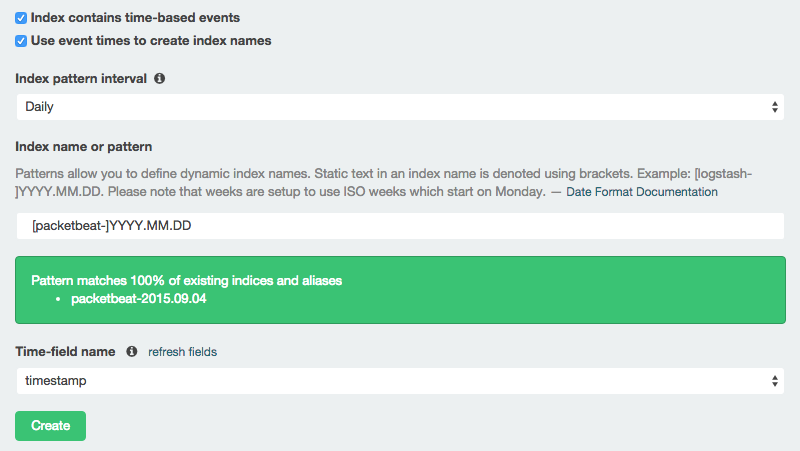 Index contains time-based events
Use event times to create index names
Index pattern interval
Daily
Index name or pattern
Patterns allow you to define dynamic index names. Static text in an index name is denoted using brackets. Example: [logstash-
]YYYY.MM.DD. Please note that weeks are setup to use ISO weeks which start on Monday. — Date Format Documentation
[packetbeat-]YYYY.MM.DD
Pattern matches 100% of existing indices and aliases
• packetbeat-2015.09.04
Time-field name refresh fields
timestamp
Create